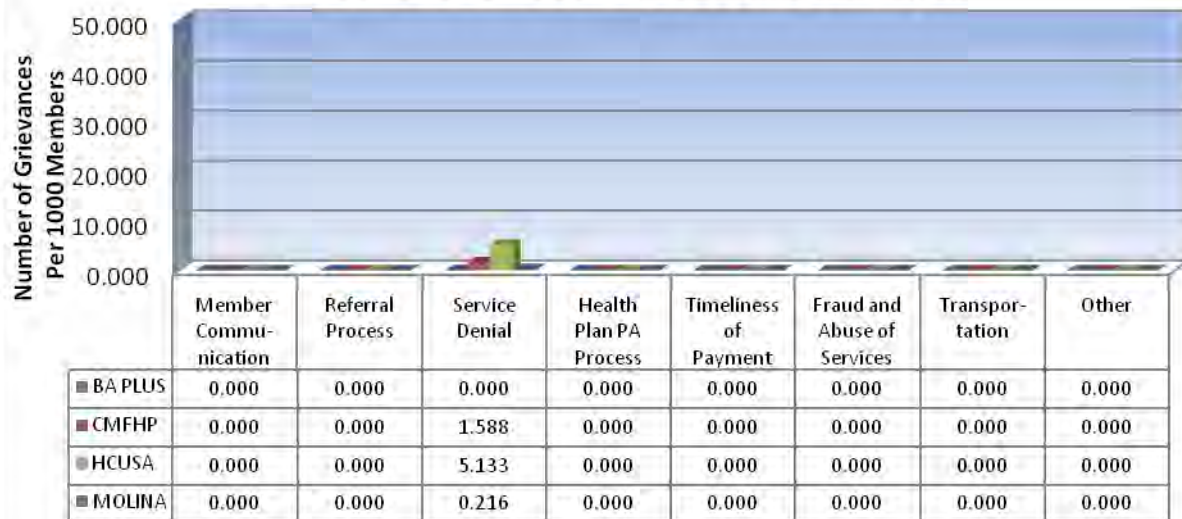 Number of Grievances
Per 1000 Members
50.000
40.000
30.000
20.000
10.000
0.000
Member Commu- nication Referral Process Service Denial Health Plan PA Process Timeliness of Payment Fraud and Abuse of Services Transpor- tation Other
BA PLUS 0.000 0.000 0.000 0.000 0.000 0.000 0.000 0.000
CMFHP 0.000 0.000 1.588 0.000 0.000 0.000 0.000 0.000
HCUSA 0.000 0.000 5.133 0.000 0.000 0.000 0.000 0.000
MOLINA 0.000 0.000 0.216 0.000 0.000 0.000 0.000 0.000